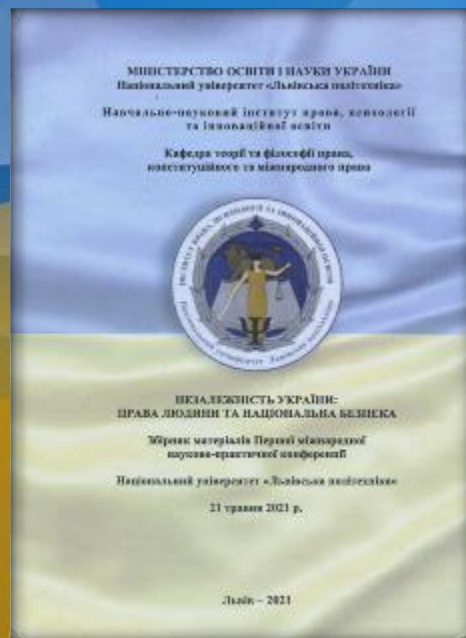 МІНІСТЕРСТВО ОСВІТИ І НАУКИ УКРАЇНИ
Національний університет «Львівська політехніка»
Навчально-науковий інститут права, психології
та інноваційної освіти
Кафедра теорії та філософії права,
конституційного та міжнародного права
НЕЗАЛЕЖНІСТЬ УКРАЇНИ:
ПРАВА ЛЮДИНИ ТА НАЦІОНАЛЬНА БЕЗПЕКА
Збірник матеріалів Першої міжнародної
науково-практичної конференції
Національний університет «Львівська політехніка»
21 травня 2021 р.
Львів – 2021